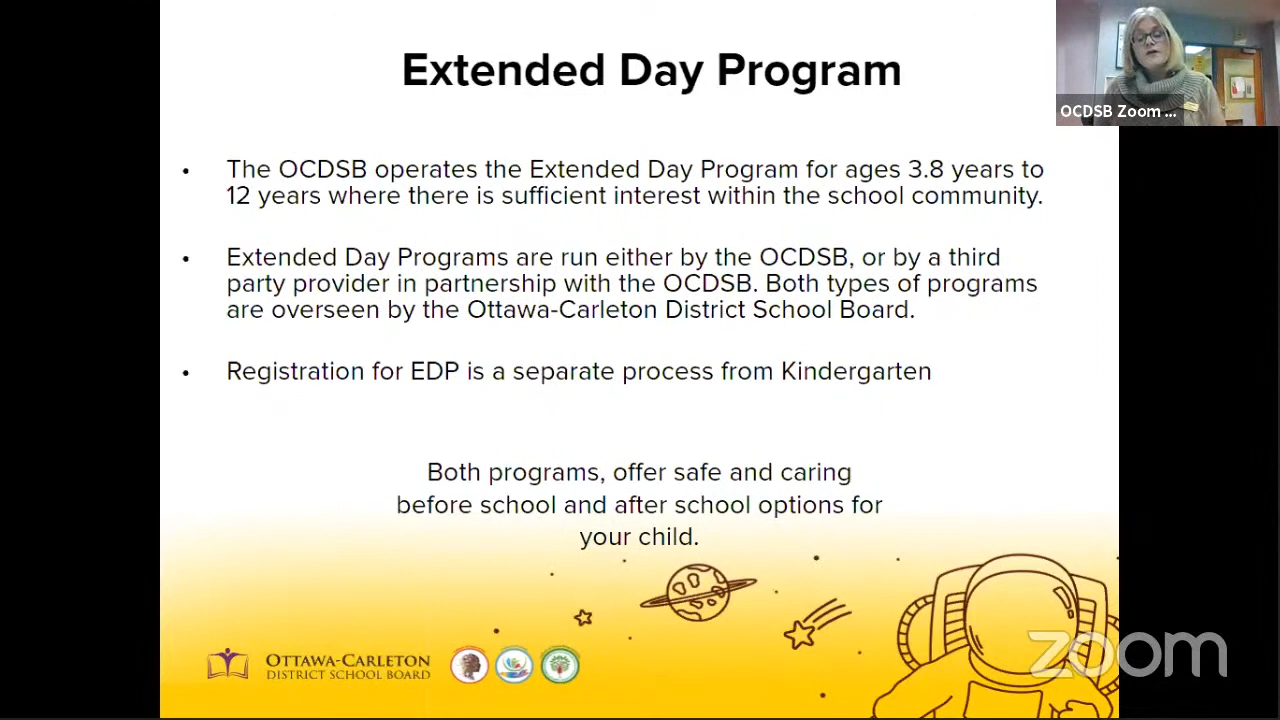 Extended Day Program
OCDSB Zoom ...
• The OCDSB operates the Extended Day Program for ages 3.8 years to
12 years where there is sufficient interest within the school community.
• Extended Day Programs are run either by the OCDSB, or by a third
party provider in partnership with the OCDSB. Both types of programs
are overseen by the Ottawa-Carleton District School Board.
• Registration for EDP is a separate process from Kindergarten
Both programs, offer safe and caring
before school and after school options for
your child.
OTTAWA-CARLETON
DISTRICT SCHOOL BOARD
zoom